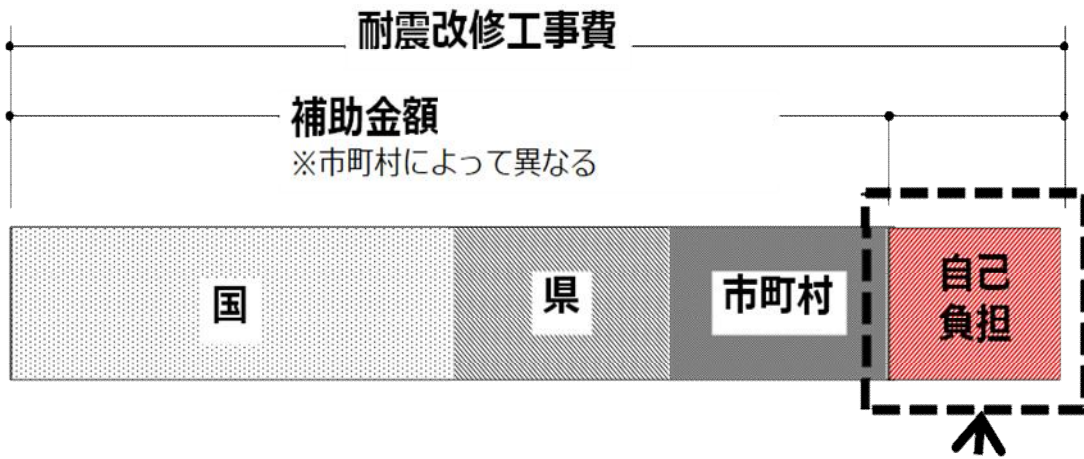 耐震改修工事費
補助金額
※市町村によって異なる
国
県
市町村
自己
負担